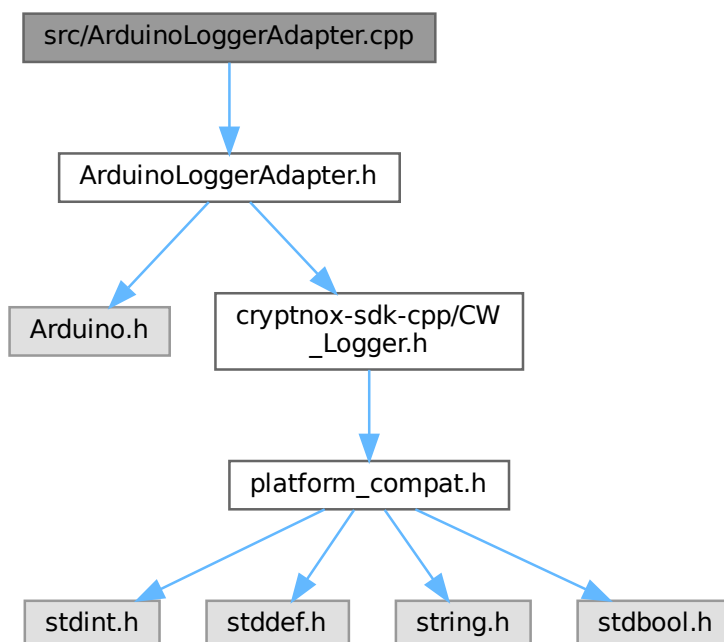 src/ArduinoLoggerAdapter.cpp
ArduinoLoggerAdapter.h
Arduino.h
cryptnox-sdk-cpp/CW
_Logger.h
platform_compat.h
stdint.h
stddef.h
string.h
stdbool.h